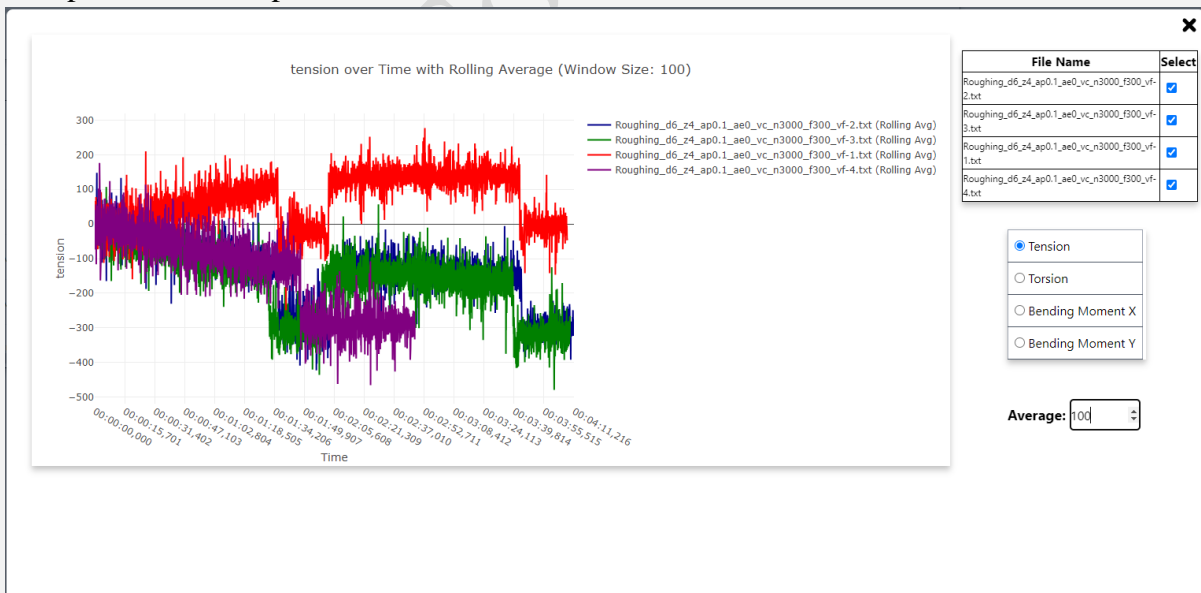 tension over Time with Rolling Average (Window Size: 100)
300
200
100
0
−100
−200
−300
−400
−500
tension
00:00:00,000
00:00:15,701
00:00:31,402
00:00:47,103
00:01:02,804
00:01:18,505
00:01:34,206
00:01:49,907
00:02:05,608
00:02:21,309
00:02:37,010
00:02:52,711
00:03:08,412
00:03:24,113
00:03:39,814
00:03:55,515
00:04:11,216
Time
Roughing_d6_z4_ap0.1_ae0_vc_n3000_f300_vf-2.txt (Rolling Avg)
Roughing_d6_z4_ap0.1_ae0_vc_n3000_f300_vf-3.txt (Rolling Avg)
Roughing_d6_z4_ap0.1_ae0_vc_n3000_f300_vf-1.txt (Rolling Avg)
Roughing_d6_z4_ap0.1_ae0_vc_n3000_f300_vf-4.txt (Rolling Avg)
File Name Select
Roughing_d6_z4_ap0.1_ae0_vc_n3000_f300_vf-
2.txt
Roughing_d6_z4_ap0.1_ae0_vc_n3000_f300_vf-
3.txt
Roughing_d6_z4_ap0.1_ae0_vc_n3000_f300_vf-
1.txt
Roughing_d6_z4_ap0.1_ae0_vc_n3000_f300_vf-
4.txt
Tension
Torsion
Bending Moment X
Bending Moment Y
Average: 100